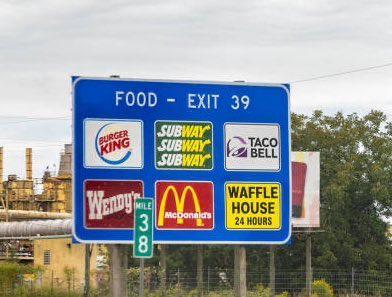 FOOD - EXIT 39
BURGER
KING
SUBWAY
SUBWAY
SUBWAY
TACO
BELL
Wendy's
McDonald's
WAFFLE
HOUSE
24 HOURS
MILE
3
8